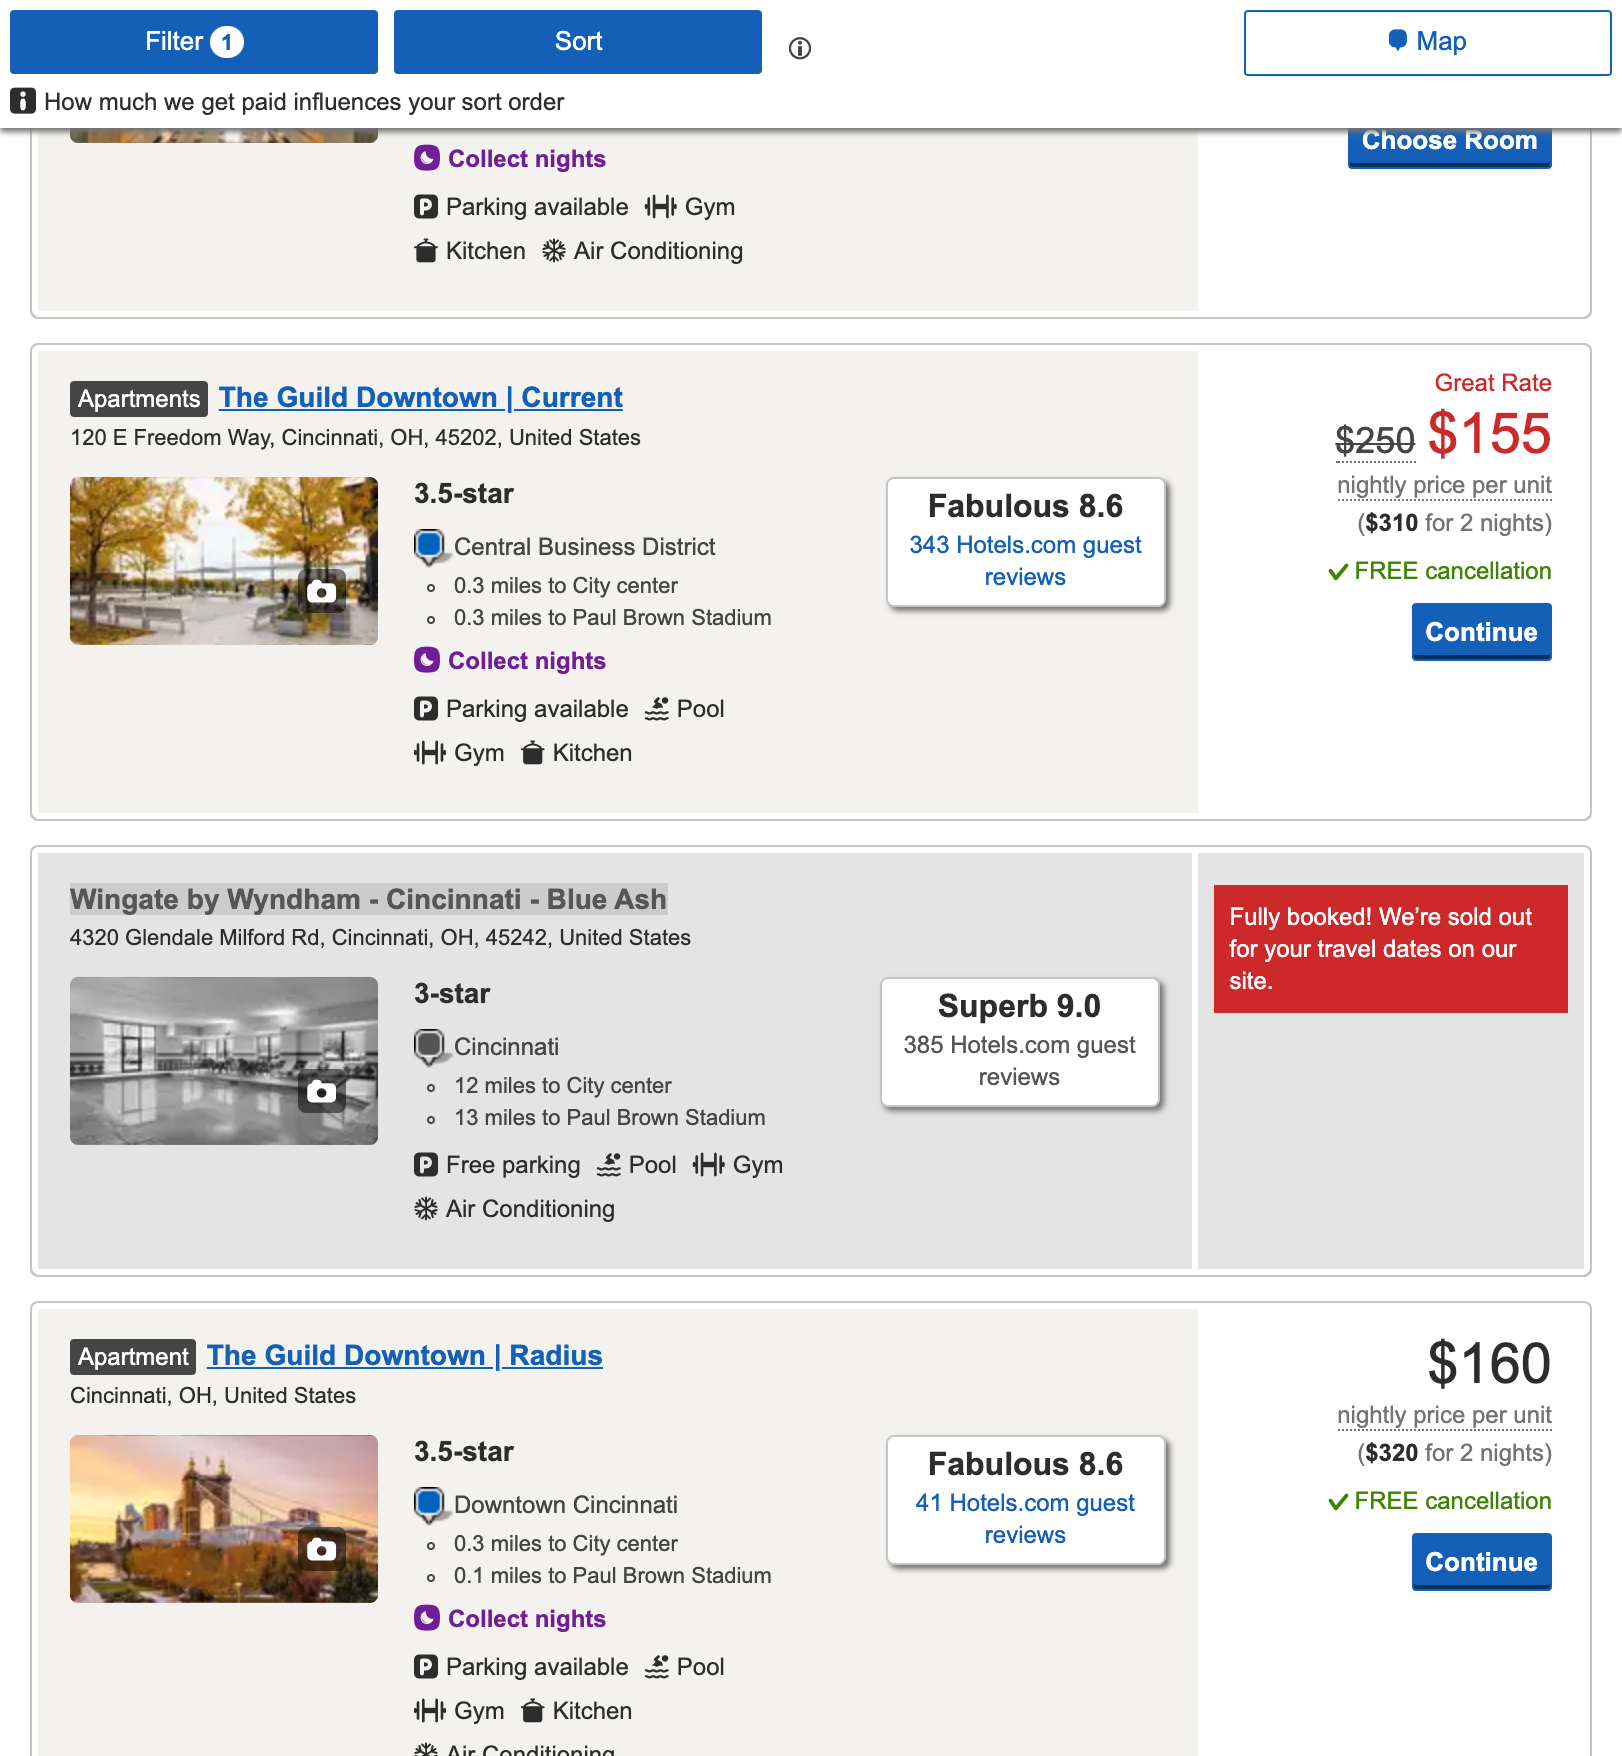 Filter 1 Sort Map
How much we get paid influences your sort order
Choose Room
Collect nights
Parking available Gym
Kitchen Air Conditioning
Apartments The Guild Downtown | Current
120 E Freedom Way, Cincinnati, OH, 45202, United States
3.5-star
Central Business District
0.3 miles to City center
0.3 miles to Paul Brown Stadium
Collect nights
Parking available Pool
Gym Kitchen
Fabulous 8.6
343 Hotels.com guest
reviews
Great Rate
$250 $155
nightly price per unit
($310 for 2 nights)
FREE cancellation
Continue
Wingate by Wyndham - Cincinnati - Blue Ash
4320 Glendale Milford Rd, Cincinnati, OH, 45242, United States
3-star
Cincinnati
12 miles to City center
13 miles to Paul Brown Stadium
Free parking Pool Gym
Air Conditioning
Superb 9.0
385 Hotels.com guest
reviews
Fully booked! We’re sold out
for your travel dates on our
site.
Apartment The Guild Downtown | Radius
Cincinnati, OH, United States
3.5-star
Downtown Cincinnati
0.3 miles to City center
0.1 miles to Paul Brown Stadium
Collect nights
Parking available Pool
Gym Kitchen
Air Conditioning
Fabulous 8.6
41 Hotels.com guest
reviews
$160
nightly price per unit
($320 for 2 nights)
FREE cancellation
Continue